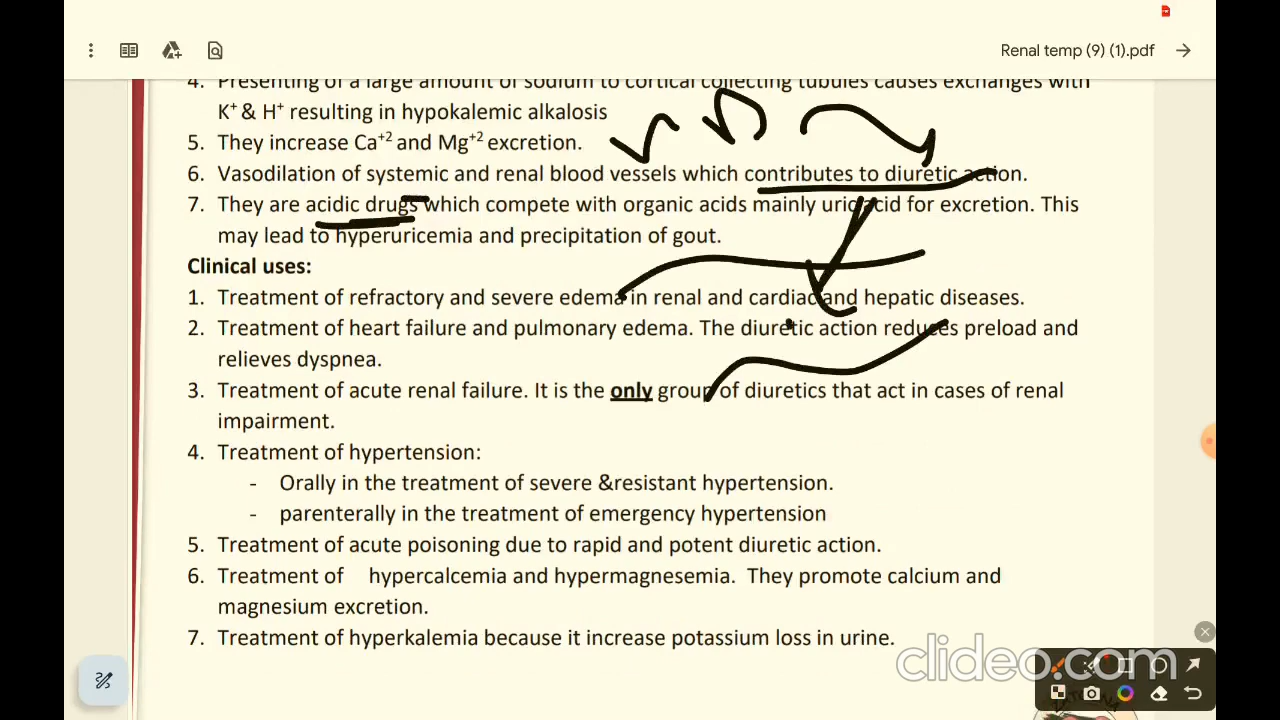 Renal temp (9) (1).pdf
4. Presenting of a large amount of sodium to cortical collecting tubules causes exchanges with
K⁺ & H⁺ resulting in hypokalemic alkalosis
5. They increase Ca⁺² and Mg⁺² excretion.
6. Vasodilation of systemic and renal blood vessels which contributes to diuretic action.
7. They are acidic drugs which compete with organic acids mainly uric acid for excretion. This
may lead to hyperuricemia and precipitation of gout.
Clinical uses:
1. Treatment of refractory and severe edema in renal and cardiac and hepatic diseases.
2. Treatment of heart failure and pulmonary edema. The diuretic action reduces preload and
relieves dyspnea.
3. Treatment of acute renal failure. It is the only group of diuretics that act in cases of renal
impairment.
4. Treatment of hypertension:
- Orally in the treatment of severe &resistant hypertension.
- parenterally in the treatment of emergency hypertension
5. Treatment of acute poisoning due to rapid and potent diuretic action.
6. Treatment of hypercalcemia and hypermagnesemia. They promote calcium and
magnesium excretion.
7. Treatment of hyperkalemia because it increase potassium loss in urine.
clideo.com